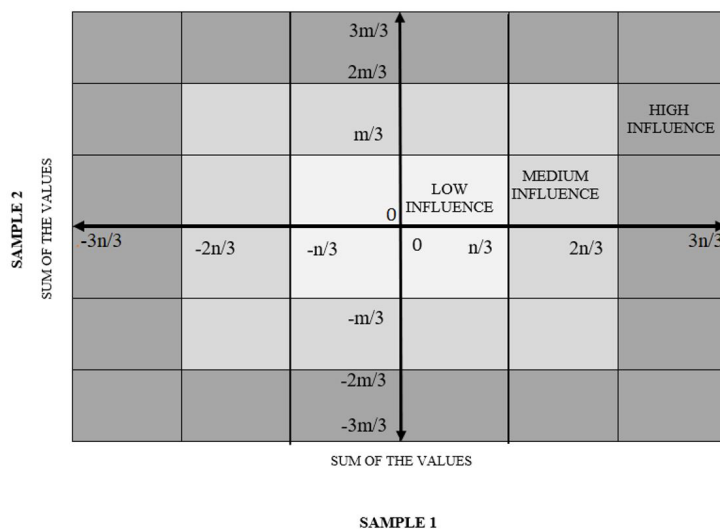 3m/3
2m/3
HIGH
INFLUENCE
m/3
LOW
INFLUENCE
MEDIUM
INFLUENCE
0
-3n/3
-2n/3
-n/3
0
n/3
2n/3
3n/3
-m/3
-2m/3
-3m/3
SAMPLE 2
SUM OF THE VALUES
SUM OF THE VALUES
SAMPLE 1